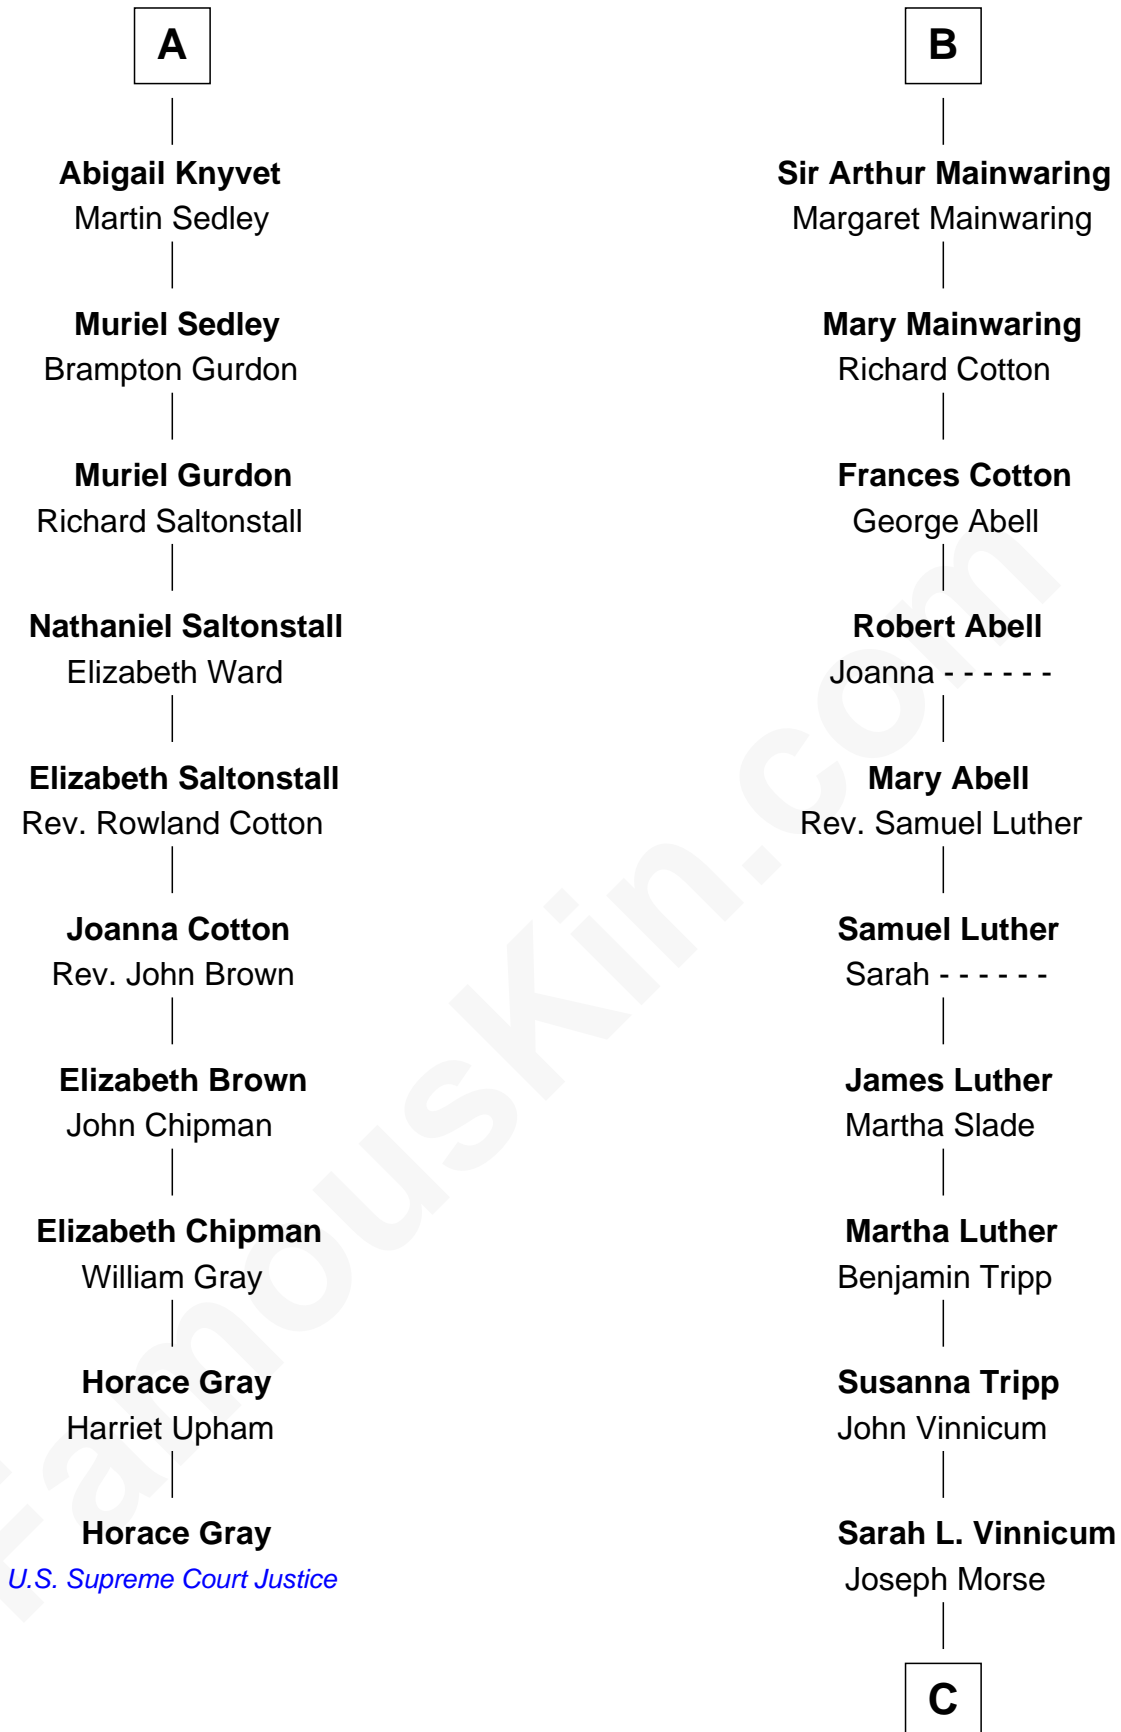 A
Abigail Knyvet
Martin Sedley
Muriel Sedley
Brampton Gurdon
Muriel Gurdon
Richard Saltonstall
Nathaniel Saltonstall
Elizabeth Ward
Elizabeth Saltonstall
Rev. Rowland Cotton
Joanna Cotton
Rev. John Brown
Elizabeth Brown
John Chipman
Elizabeth Chipman
William Gray
Horace Gray
Harriet Upham
Horace Gray
U.S. Supreme Court Justice
B
Sir Arthur Mainwaring
Margaret Mainwaring
Mary Mainwaring
Richard Cotton
Frances Cotton
George Abell
Robert Abell
Joanna - - - - - -
Mary Abell
Rev. Samuel Luther
Samuel Luther
Sarah - - - - - -
James Luther
Martha Slade
Martha Luther
Benjamin Tripp
Susanna Tripp
John Vinnicum
Sarah L. Vinnicum
Joseph Morse
C
FamousKin.com